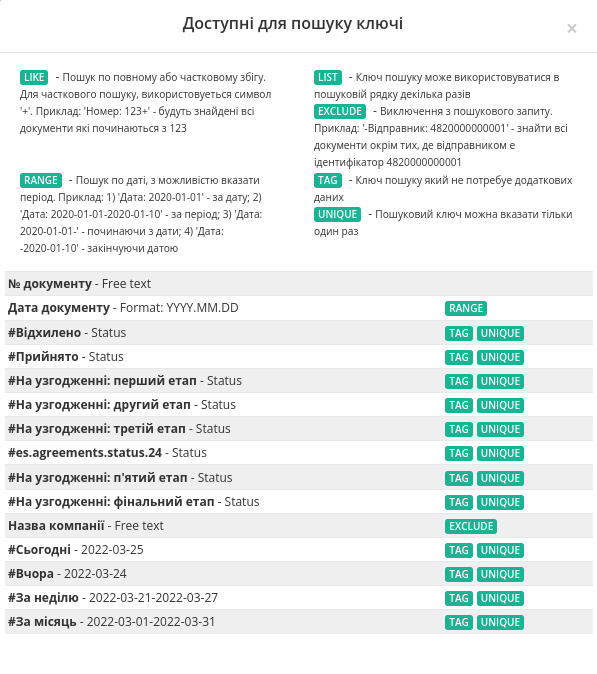 Доступні для пошуку ключі
×
LIKE - Пошук по повному або частковому збігу.
Для часткового пошуку, використовуеться символ
'+'. Приклад: 'Номер: 123+' - будуть знайдені всі
документи які починаються з 123
LIST - Ключ пошуку може використовуватися в
пошуковій рядку декілька разів
EXCLUDE - Виключення з пошукового запиту.
Приклад: '-Відправник: 4820000000001' - знайти всі
документи окрім тих, де відправником є
ідентифікатор 4820000000001
RANGE - Пошук по даті, з можливістю вказати
період. Приклад: 1) 'Дата: 2020-01-01' - за дату; 2)
'Дата: 2020-01-01-2020-01-10' - за період; 3) 'Дата:
2020-01-01-' - починаючи з дати; 4) 'Дата:
-2020-01-10' - закінчуючи датою
TAG - Ключ пошуку який не потребує додаткових
даних
UNIQUE - Пошуковий ключ можна вказати тільки
один раз
№ документу - Free text
Дата документу - Format: YYYY.MM.DD RANGE
#Відхилено - Status TAG UNIQUE
#Прийнято - Status TAG UNIQUE
#На узгодженні: перший етап - Status TAG UNIQUE
#На узгодженні: другий етап - Status TAG UNIQUE
#На узгодженні: третій етап - Status TAG UNIQUE
#es.agreements.status.24 - Status TAG UNIQUE
#На узгодженні: п'ятий етап - Status TAG UNIQUE
#На узгодженні: фінальний етап - Status TAG UNIQUE
Назва компанії - Free text EXCLUDE
#Сьогодні - 2022-03-25 TAG UNIQUE
#Вчора - 2022-03-24 TAG UNIQUE
#За неділю - 2022-03-21-2022-03-27 TAG UNIQUE
#За місяць - 2022-03-01-2022-03-31 TAG UNIQUE